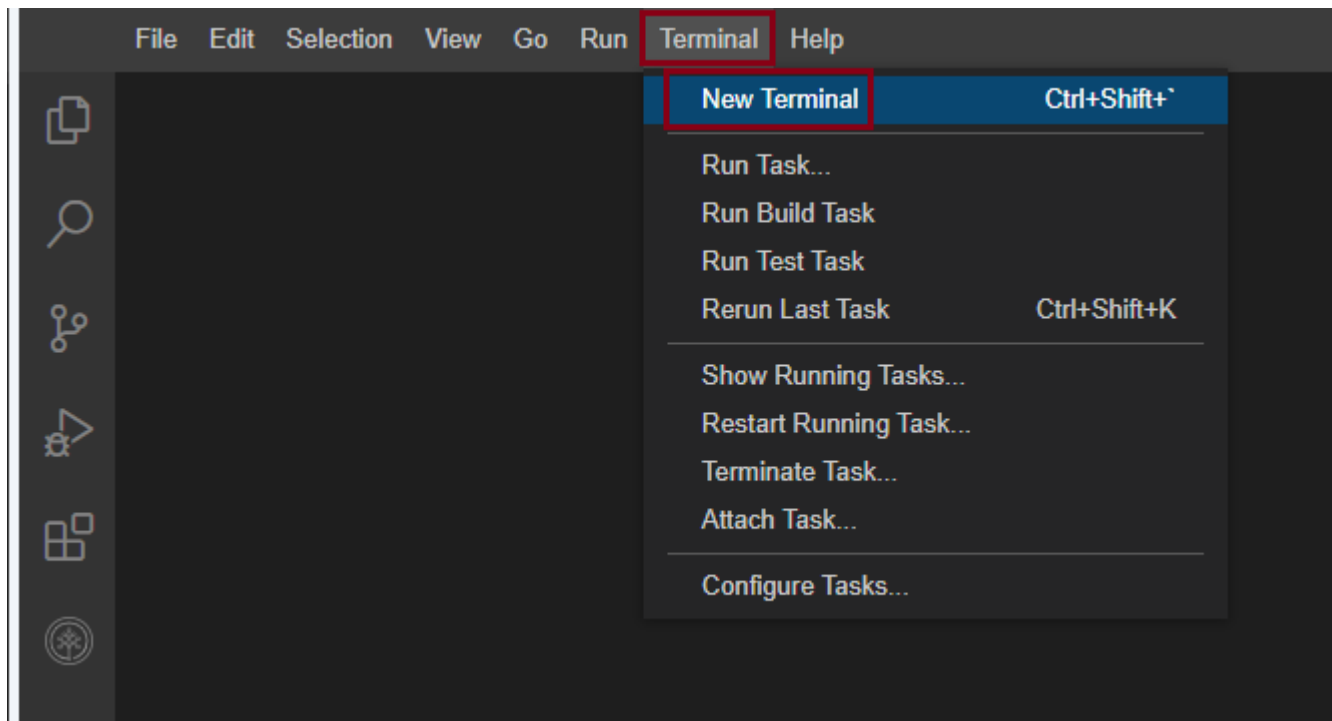 File Edit Selection View Go Run Terminal Help
New Terminal Ctrl+Shift+`
Run Task...
Run Build Task
Run Test Task
Rerun Last Task Ctrl+Shift+K
Show Running Tasks...
Restart Running Task...
Terminate Task...
Attach Task...
Configure Tasks...